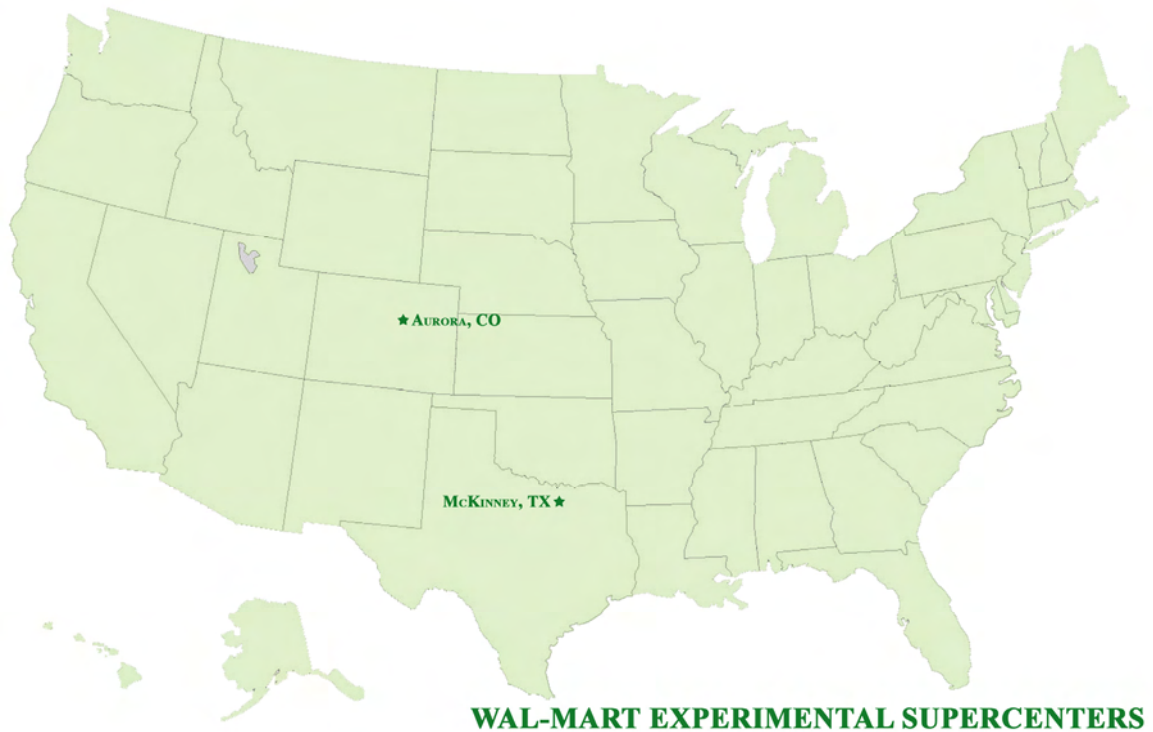 ★ Aurora, CO
McKinney, TX ★
WAL-MART EXPERIMENTAL SUPERCENTERS